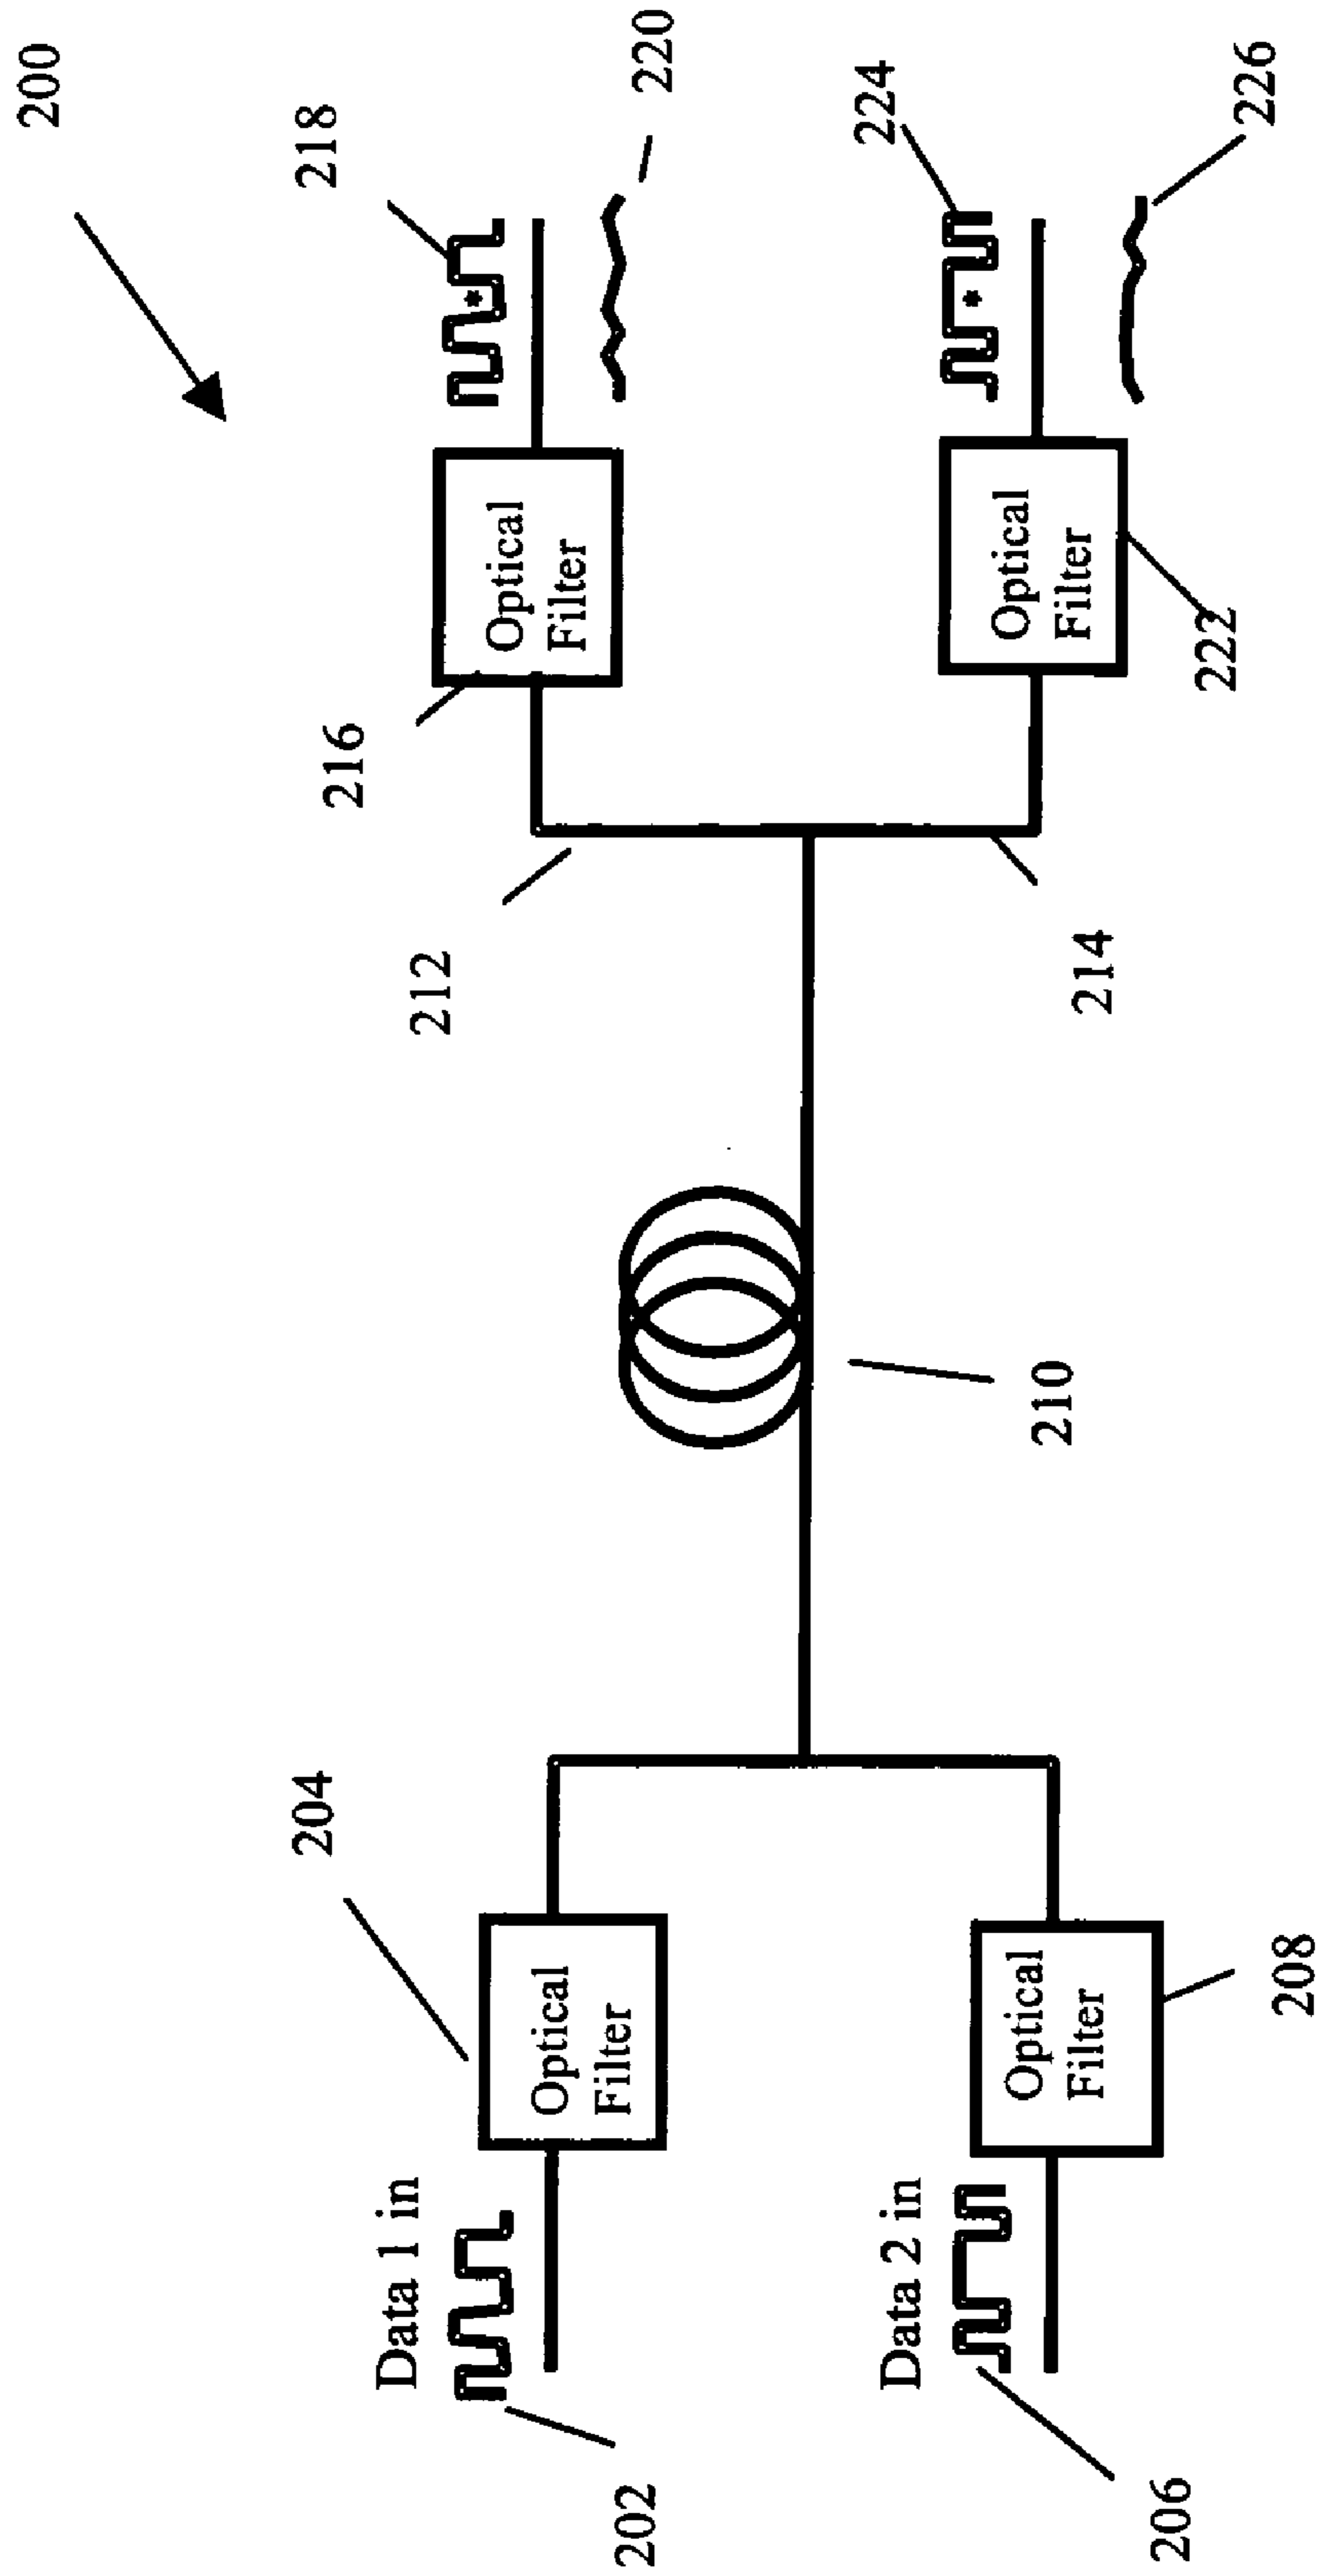 200
218
220
224
226
Optical
Filter
216
Optical
Filter
222
212
214
210
204
Optical
Filter
Data 1 in
202
208
Optical
Filter
Data 2 in
206